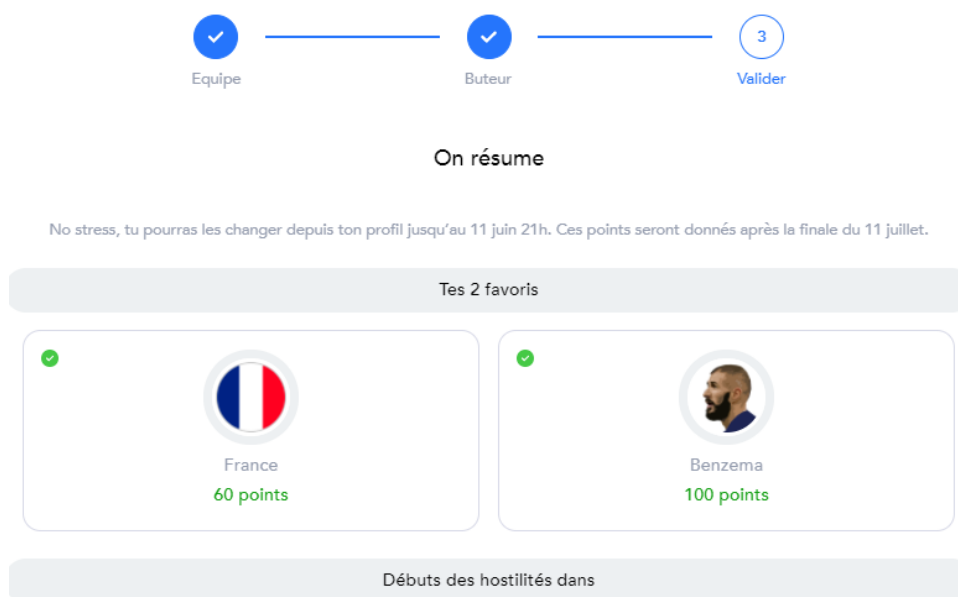 Equipe
Buteur
3
Valider
On résume
No stress, tu pourras les changer depuis ton profil jusqu'au 11 juin 21h. Ces points seront donnés après la finale du 11 juillet.
Tes 2 favoris
France
60 points
Benzema
100 points
Débuts des hostilités dans